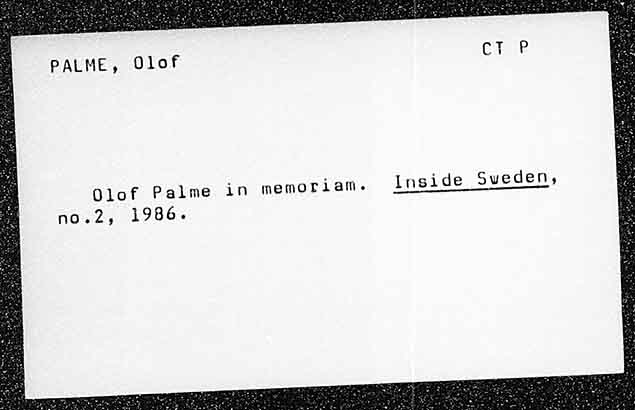 PALME, Olof CT P
Olof Palme in memoriam. Inside Sweden,
no.2, 1986.